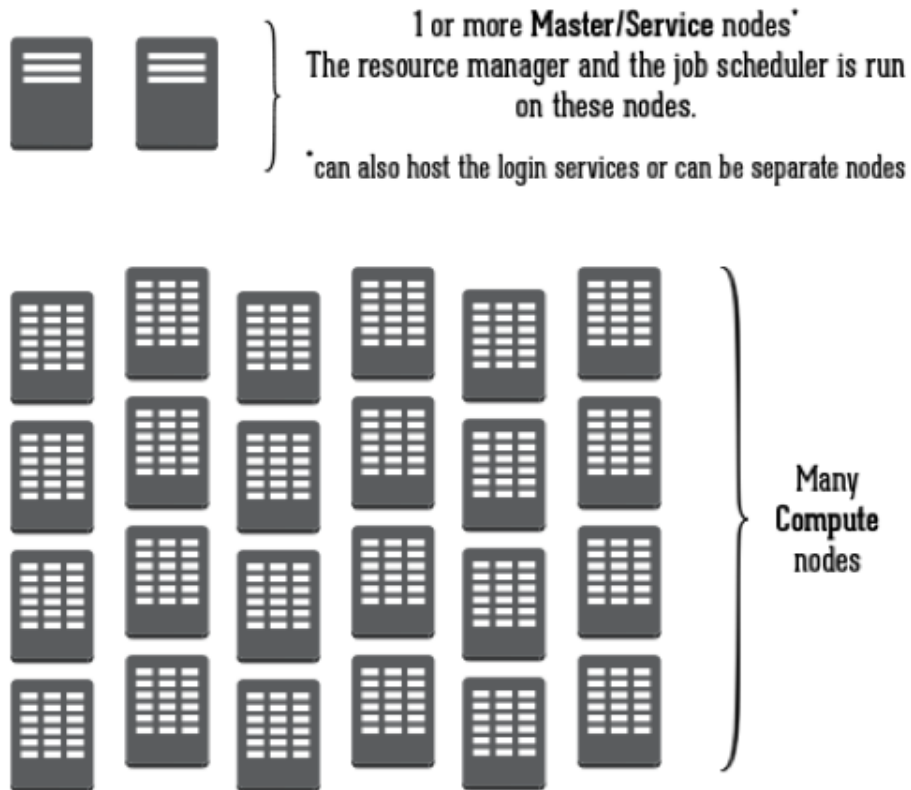 1 or more Master/Service nodes*
The resource manager and the job scheduler is run
on these nodes.
*can also host the login services or can be separate nodes
Many
Compute
nodes